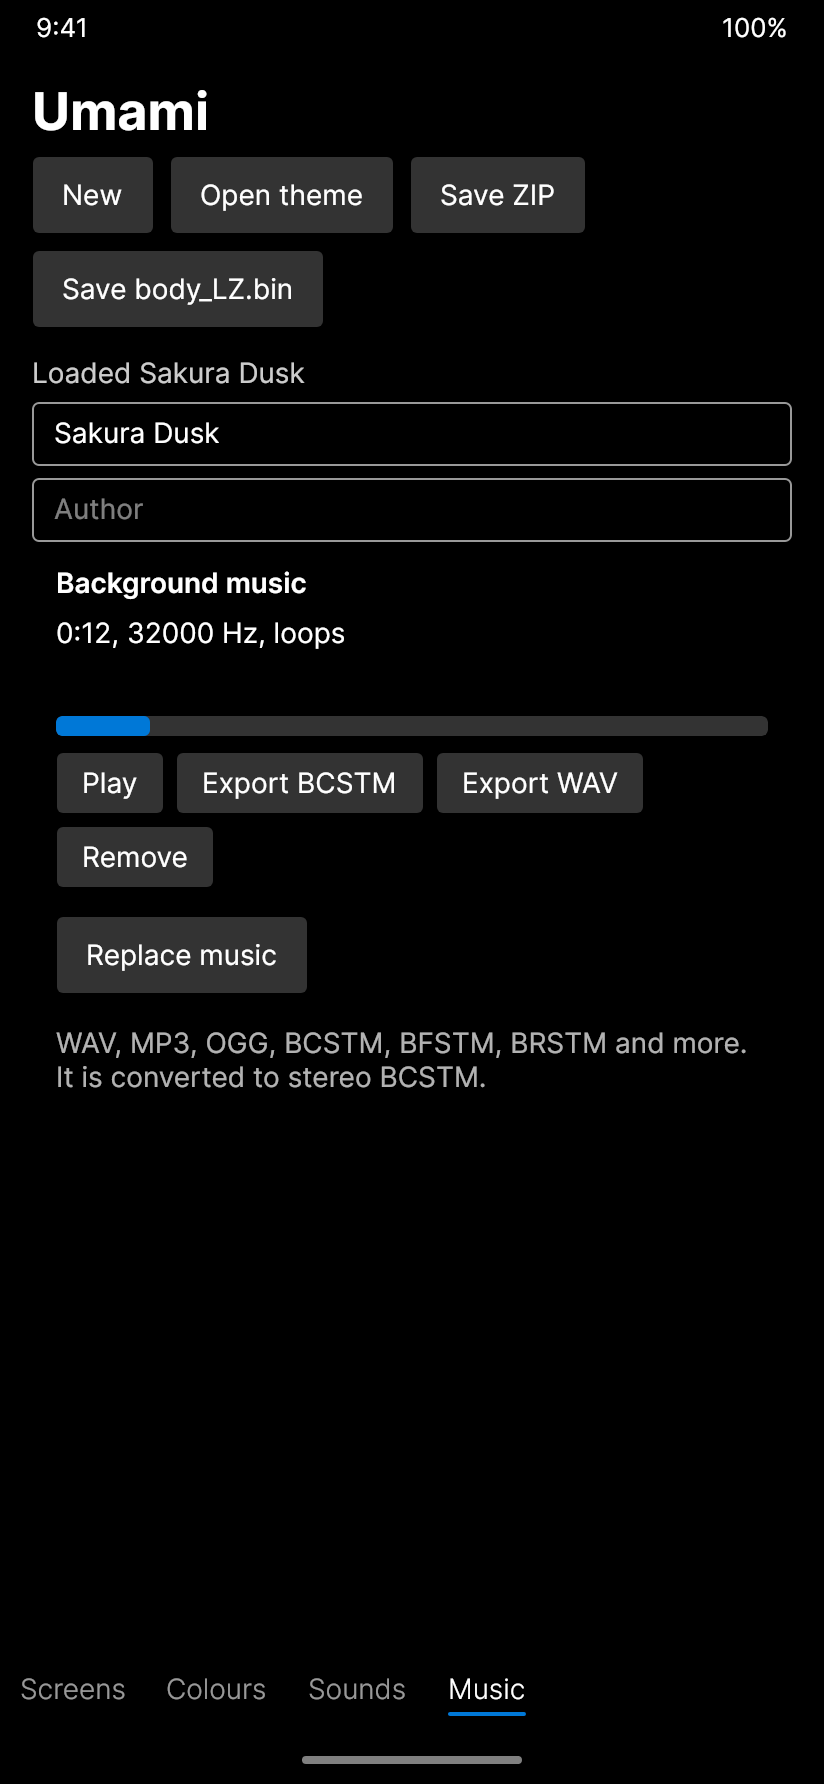 9:41 100%
Umami
New Open theme Save ZIP
Save body_LZ.bin
Loaded Sakura Dusk
Sakura Dusk
Author
Background music
0:12, 32000 Hz, loops
Play Export BCSTM Export WAV
Remove
Replace music
WAV, MP3, OGG, BCSTM, BFSTM, BRSTM and more.
It is converted to stereo BCSTM.
Screens Colours Sounds Music